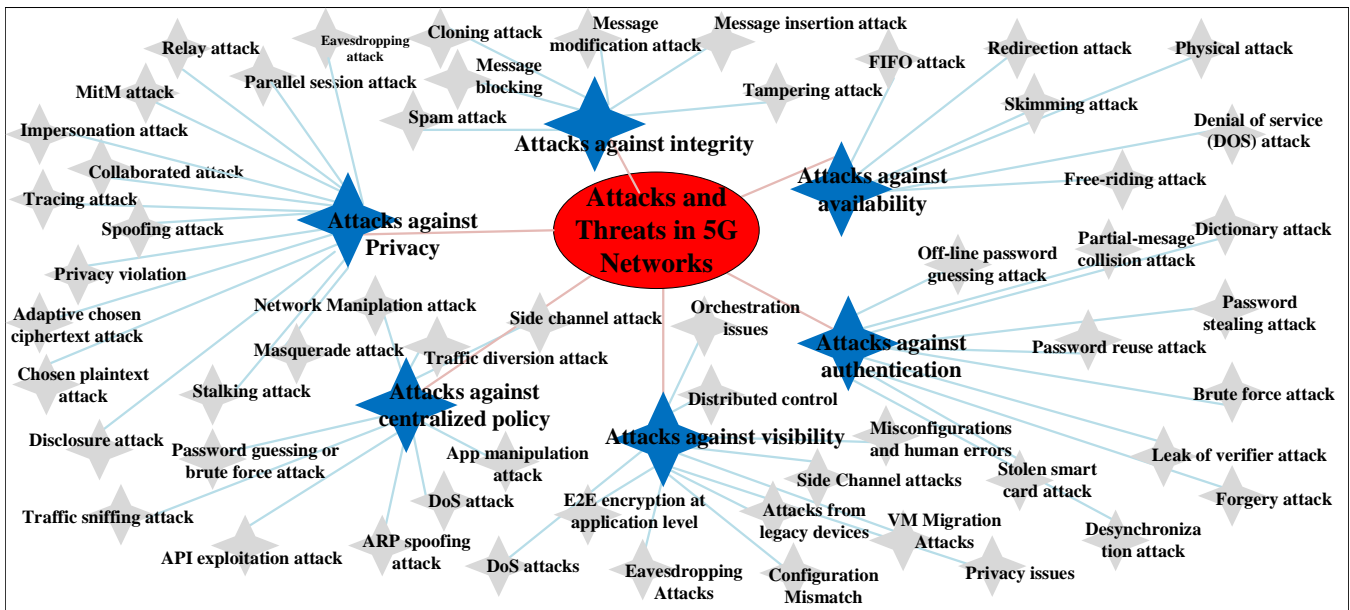 Relay attack
Eavesdropping
attack
Cloning attack
Message
modification attack
Message insertion attack
Redirection attack
Physical attack
FIFO attack
MitM attack
Parallel session attack
Message
blocking
Tampering attack
Skimming attack
Spam attack
Impersonation attack
Attacks against integrity
Denial of service
(DOS) attack
Collaborated attack
Attacks against
availability
Free-riding attack
Tracing attack
Attacks and
Threats in 5G
Networks
Spoofing attack
Attacks against
Privacy
Off-line password
guessing attack
Partial-mesage
collision attack
Dictionary attack
Privacy violation
Network Maniplation attack
Side channel attack
Orchestration
issues
Password
stealing attack
Adaptive chosen
ciphertext attack
Masquerade attack
Traffic diversion attack
Attacks against
authentication
Password reuse attack
Chosen plaintext
attack
Stalking attack
Attacks against
centralized policy
Distributed control
Brute force attack
Disclosure attack
Password guessing or
brute force attack
App manipulation
attack
Attacks against visibility
Misconfigurations
and human errors
Leak of verifier attack
Side Channel attacks
Stolen smart
card attack
Forgery attack
Traffic sniffing attack
DoS attack
E2E encryption at
application level
Attacks from
legacy devices
VM Migration
Attacks
Desynchroniza
tion attack
API exploitation attack
ARP spoofing
attack
DoS attacks
Eavesdropping
Attacks
Configuration
Mismatch
Privacy issues